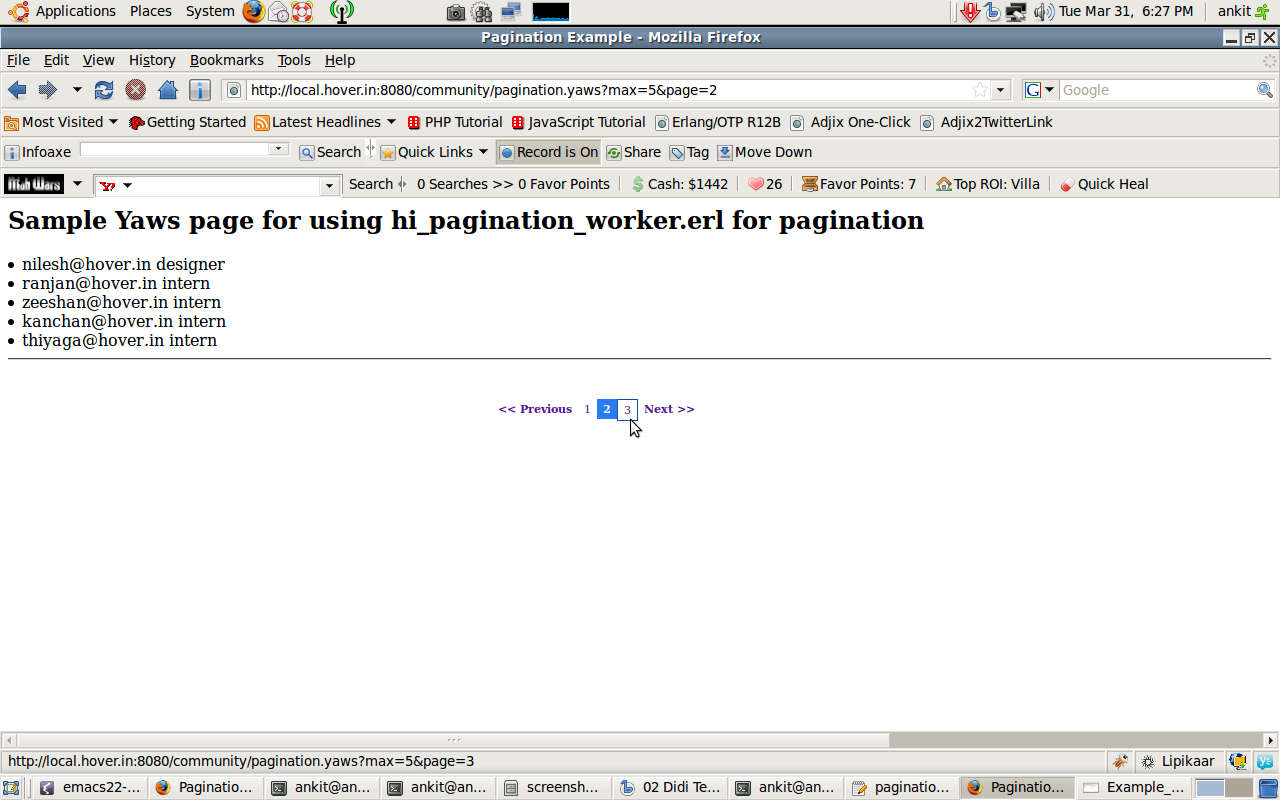 Applications Places System Tue Mar 31, 6:27 PM ankit
Pagination Example - Mozilla Firefox
File Edit View History Bookmarks Tools Help
http://local.hover.in:8080/community/pagination.yaws?max=5&page=2 G Google
Most Visited Getting Started Latest Headlines PHP Tutorial JavaScript Tutorial Erlang/OTP R12B Adjix One-Click Adjix2TwitterLink
Infoaxe Search Quick Links Record is On Share Tag Move Down
Mob Wars Y! Search 0 Searches >> 0 Favor Points Cash: $1442 26 Favor Points: 7 Top ROI: Villa Quick Heal
Sample Yaws page for using hi_pagination_worker.erl for pagination
• nilesh@hover.in designer
• ranjan@hover.in intern
• zeeshan@hover.in intern
• kanchan@hover.in intern
• thiyaga@hover.in intern
<< Previous 1 2 3 Next >>
http://local.hover.in:8080/community/pagination.yaws?max=5&page=3 Lipikaar
emacs22-... Paginatio... ankit@an... ankit@an... screensh... 02 Didi Te... ankit@an... paginatio... Paginatio... Example_...